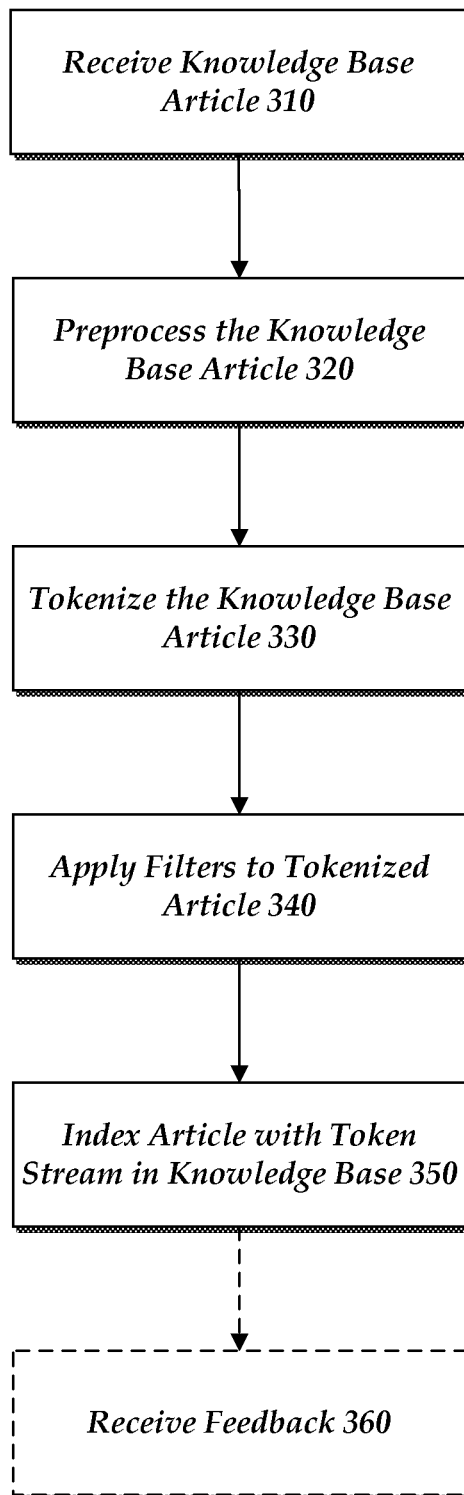 Receive Knowledge Base
Article 310
Preprocess the Knowledge
Base Article 320
Tokenize the Knowledge Base
Article 330
Apply Filters to Tokenized
Article 340
Index Article with Token
Stream in Knowledge Base 350
Receive Feedback 360